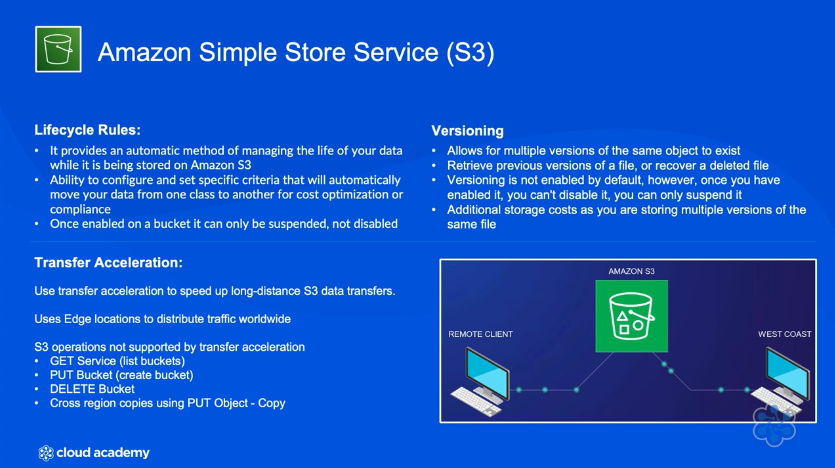 Amazon Simple Store Service (S3)
Lifecycle Rules:
• It provides an automatic method of managing the life of your data
while it is being stored on Amazon S3
• Ability to configure and set specific criteria that will automatically
move your data from one class to another for cost optimization or
compliance
• Once enabled on a bucket it can only be suspended, not disabled
Versioning
• Allows for multiple versions of the same object to exist
• Retrieve previous versions of a file, or recover a deleted file
• Versioning is not enabled by default, however, once you have
enabled it, you can't disable it, you can only suspend it
• Additional storage costs as you are storing multiple versions of the
same file
Transfer Acceleration:
Use transfer acceleration to speed up long-distance S3 data transfers.
Uses Edge locations to distribute traffic worldwide
S3 operations not supported by transfer acceleration
• GET Service (list buckets)
• PUT Bucket (create bucket)
• DELETE Bucket
• Cross region copies using PUT Object - Copy
AMAZON S3
REMOTE CLIENT
WEST COAST
cloud academy